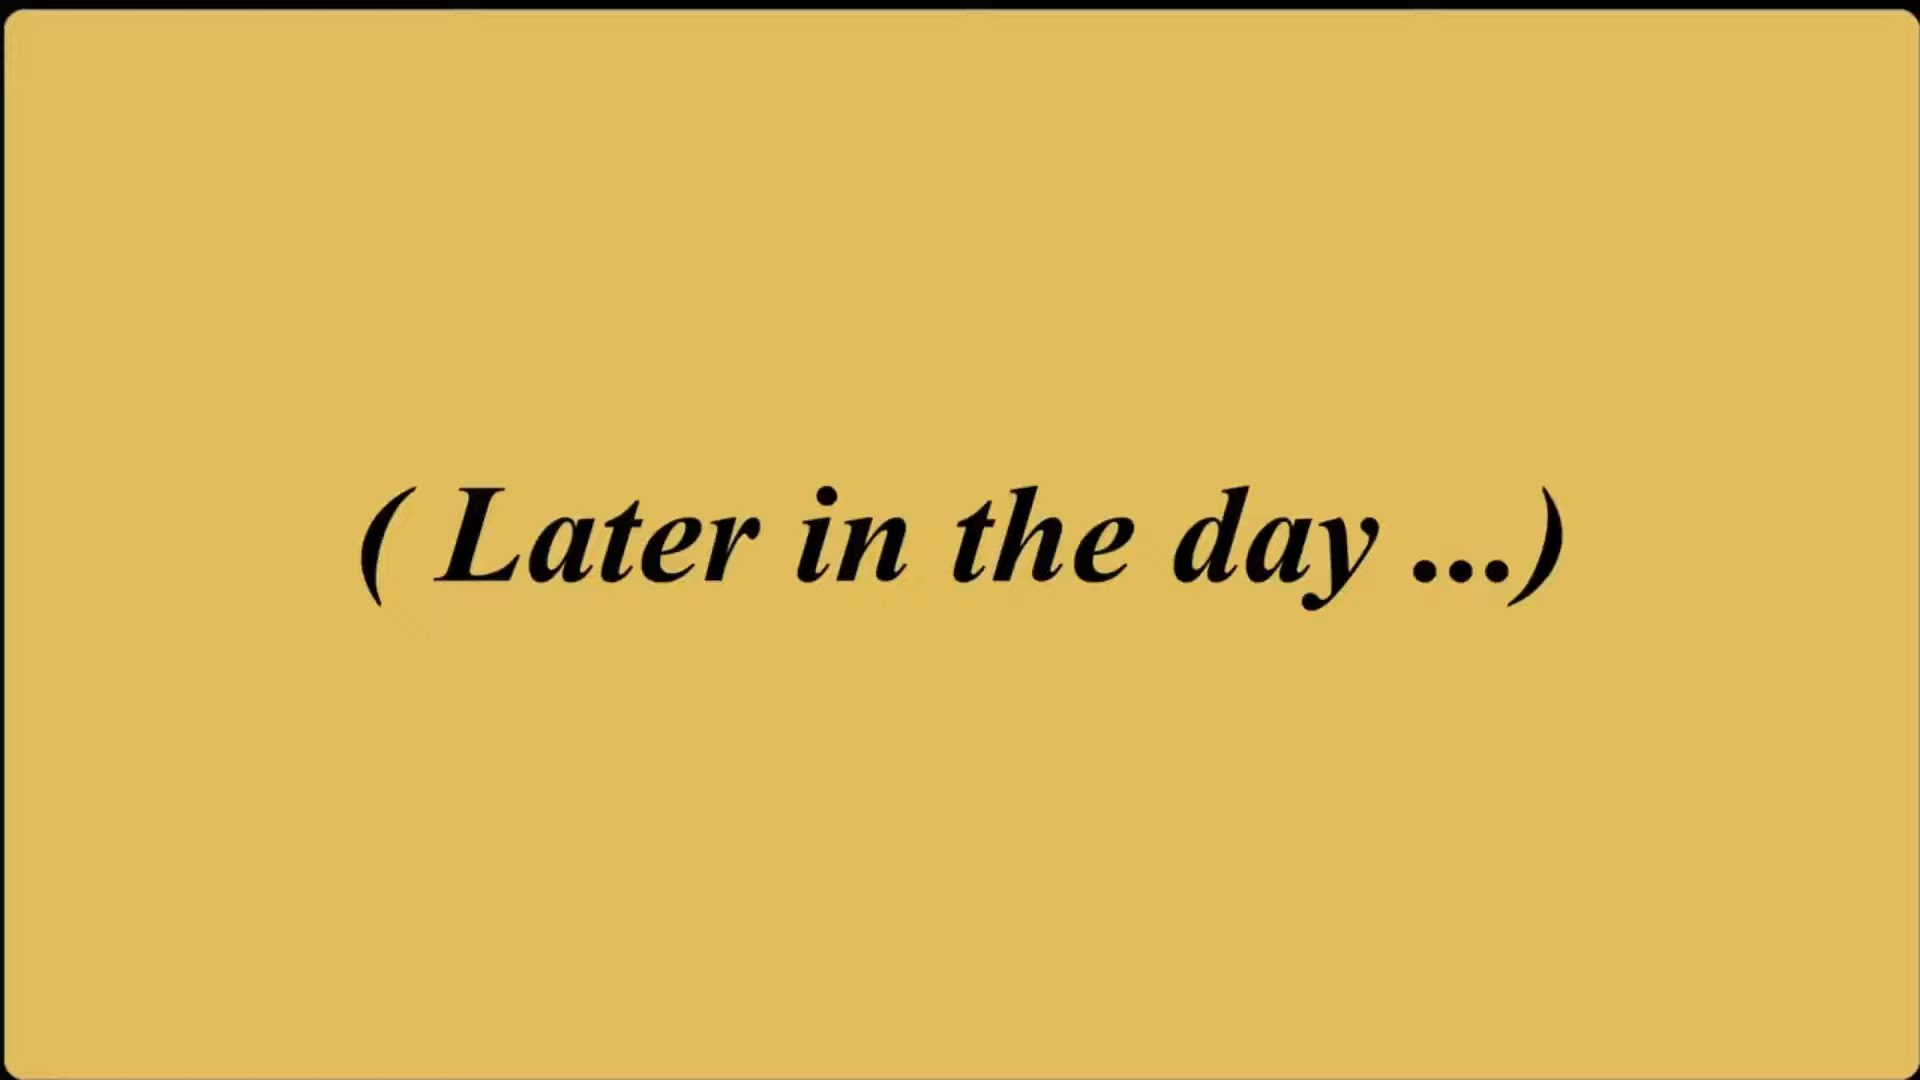 ( Later in the day ...)